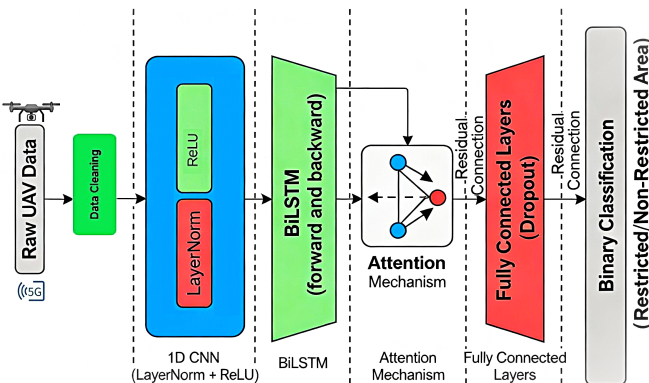 Raw UAV Data
5G
Data Cleaning
ReLU
LayerNorm
1D CNN
(LayerNorm + ReLU)
BiLSTM
(forward and backward)
BiLSTM
Attention
Mechanism
Attention
Mechanism
Residual
Connection
Fully Connected Layers
(Dropout)
Fully Connected
Layers
Residual
Connection
Binary Classification
(Restricted/Non-Restricted Area)